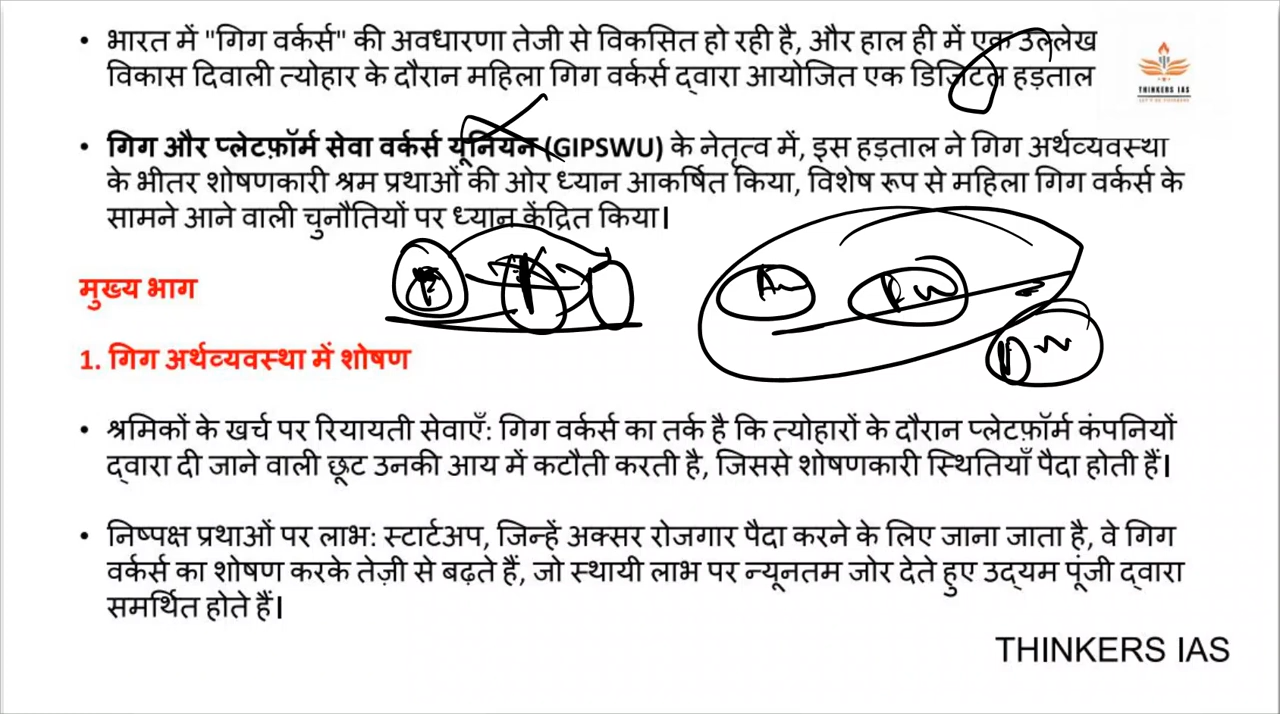 • भारत में "गिग वर्कर्स" की अवधारणा तेजी से विकसित हो रही है, और हाल ही में एक उल्लेख
विकास दिवाली त्योहार के दौरान महिला गिग वर्कर्स द्वारा आयोजित एक डिजिटल हड़ताल
THINKERS IAS
• गिग और प्लेटफ़ॉर्म सेवा वर्कर्स यूनियन (GIPSWU) के नेतृत्व में, इस हड़ताल ने गिग अर्थव्यवस्था
के भीतर शोषणकारी श्रम प्रथाओं की ओर ध्यान आकर्षित किया, विशेष रूप से महिला गिग वर्कर्स के
सामने आने वाली चुनौतियों पर ध्यान केंद्रित किया।
मुख्य भाग
1. गिग अर्थव्यवस्था में शोषण
• श्रमिकों के खर्च पर रियायती सेवाएँ: गिग वर्कर्स का तर्क है कि त्योहारों के दौरान प्लेटफ़ॉर्म कंपनियों
द्वारा दी जाने वाली छूट उनकी आय में कटौती करती है, जिससे शोषणकारी स्थितियाँ पैदा होती हैं।
• निष्पक्ष प्रथाओं पर लाभ: स्टार्टअप, जिन्हें अक्सर रोजगार पैदा करने के लिए जाना जाता है, वे गिग
वर्कर्स का शोषण करके तेज़ी से बढ़ते हैं, जो स्थायी लाभ पर न्यूनतम जोर देते हुए उद्यम पूंजी द्वारा
समर्थित होते हैं।
THINKERS IAS